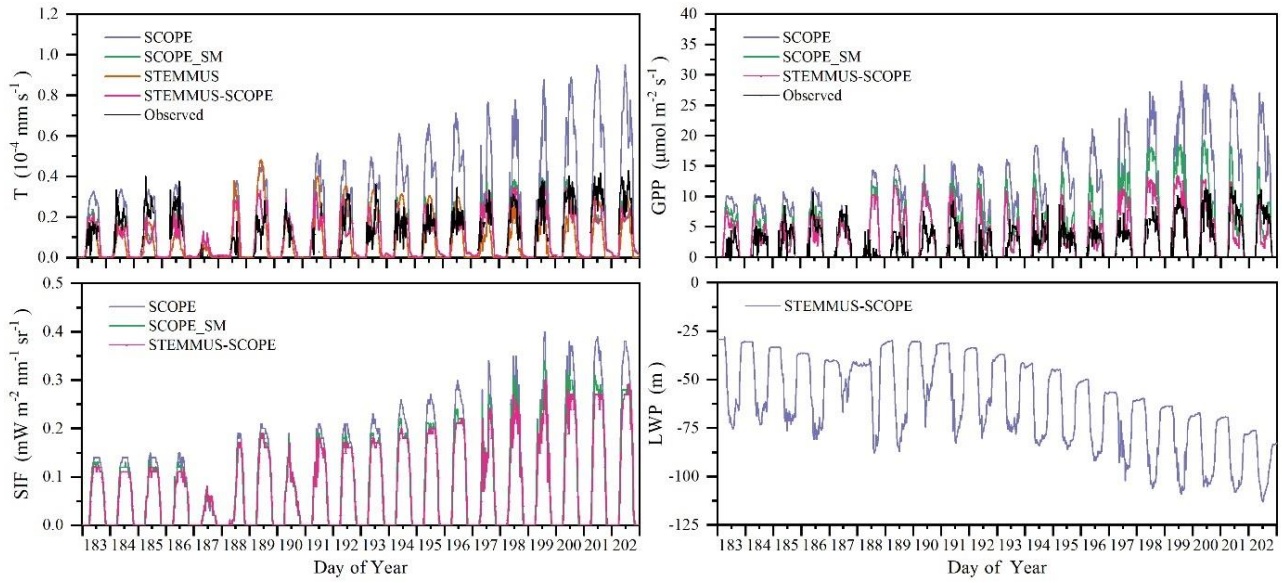 1.2
1.0
0.8
0.6
0.4
0.2
0.0
T (10⁻⁴ mm s⁻¹)
SCOPE
SCOPE_SM
STEMMUS
STEMMUS-SCOPE
Observed
40
35
30
25
20
15
10
5
0
GPP (µmol m⁻² s⁻¹)
SCOPE
SCOPE_SM
STEMMUS-SCOPE
Observed
0.5
0.4
0.3
0.2
0.1
0.0
SIF (mW m⁻² nm⁻¹ sr⁻¹)
SCOPE
SCOPE_SM
STEMMUS-SCOPE
183 184 185 186 187 188 189 190 191 192 193 194 195 196 197 198 199 200 201 202
Day of Year
0
-25
-50
-75
-100
-125
LWP (m)
STEMMUS-SCOPE
183 184 185 186 187 188 189 190 191 192 193 194 195 196 197 198 199 200 201 202
Day of Year